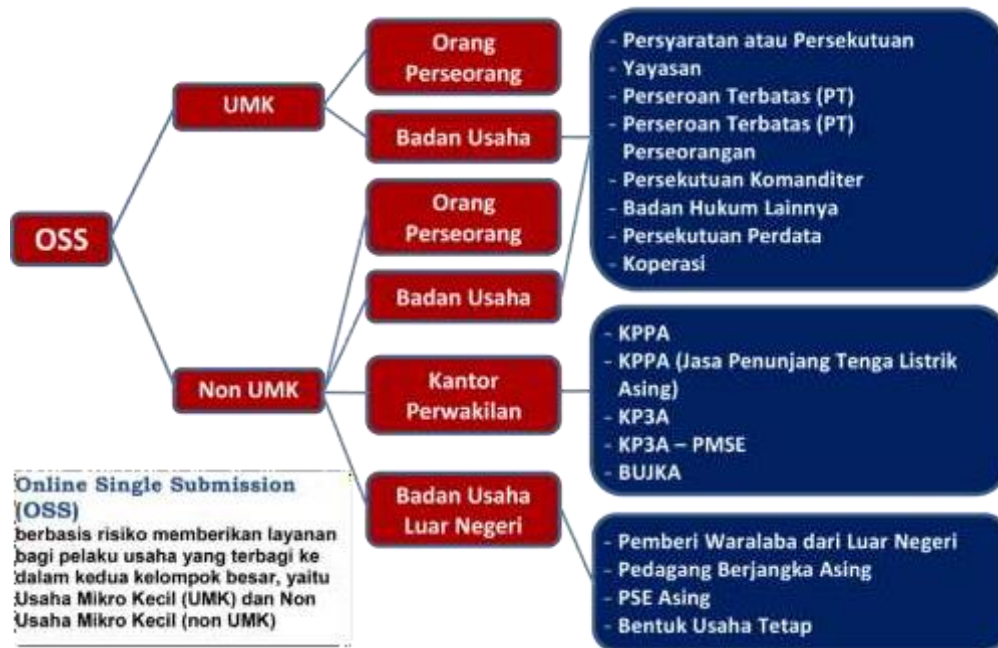 OSS
UMK
Non UMK
Orang
Perseorang
Badan Usaha
Orang
Perseorang
Badan Usaha
Kantor
Perwakilan
Badan Usaha
Luar Negeri
- Persyaratan atau Persekutuan
- Yayasan
- Perseroan Terbatas (PT)
- Perseroan Terbatas (PT)
Perseorangan
- Persekutuan Komanditer
- Badan Hukum Lainnya
- Persekutuan Perdata
- Koperasi
- KPPA
- KPPA (Jasa Penunjang Tenga Listrik
Asing)
- KP3A
- KP3A – PMSE
- BUJKA
- Pemberi Waralaba dari Luar Negeri
- Pedagang Berjangka Asing
- PSE Asing
- Bentuk Usaha Tetap
Online Single Submission
(OSS)
berbasis risiko memberikan layanan
bagi pelaku usaha yang terbagi ke
dalam kedua kelompok besar, yaitu
Usaha Mikro Kecil (UMK) dan Non
Usaha Mikro Kecil (non UMK)